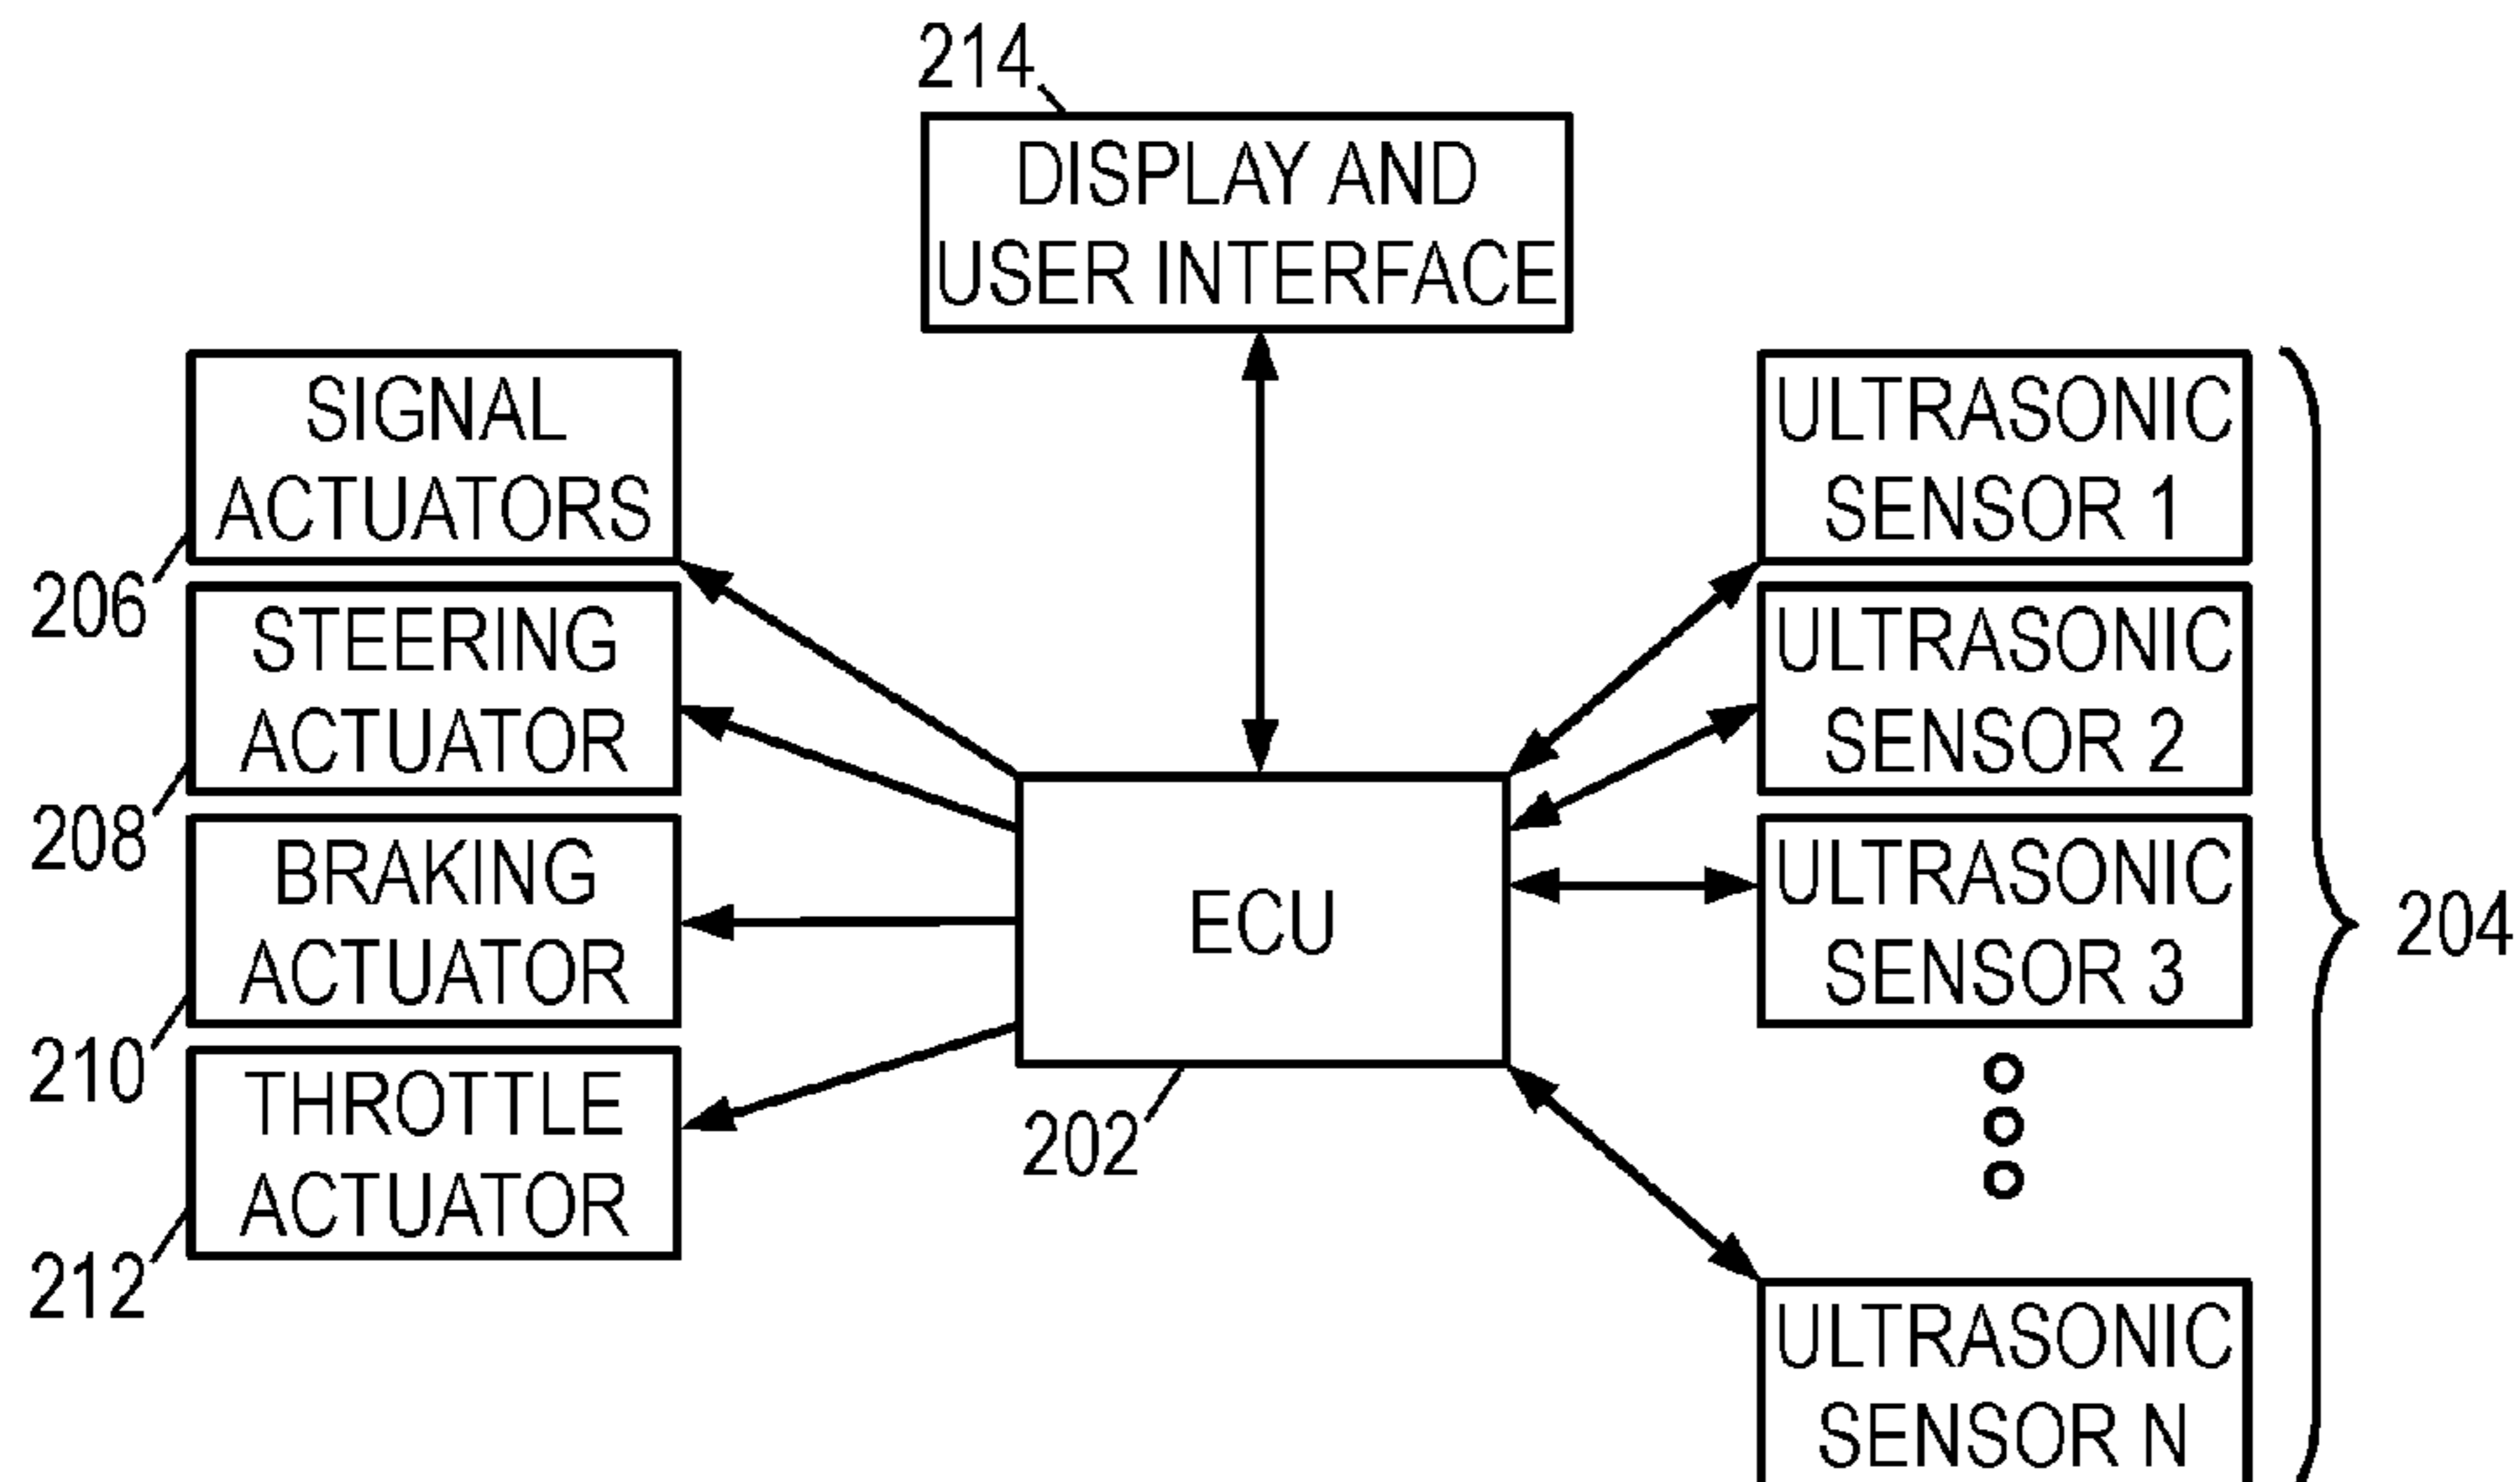 214
DISPLAY AND
USER INTERFACE
SIGNAL
ACTUATORS
206
STEERING
ACTUATOR
208
BRAKING
ACTUATOR
210
THROTTLE
ACTUATOR
212
ECU
202
ULTRASONIC
SENSOR 1
ULTRASONIC
SENSOR 2
ULTRASONIC
SENSOR 3
ULTRASONIC
SENSOR N
204